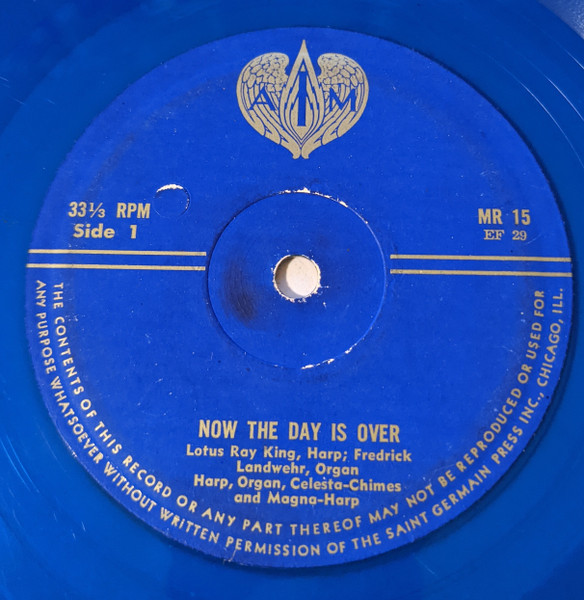 A I M
33⅓ RPM
Side 1
MR 15
EF 29
NOW THE DAY IS OVER
Lotus Ray King, Harp; Fredrick
Landwehr, Organ
Harp, Organ, Celesta-Chimes
and Magna-Harp
THE CONTENTS OF THIS RECORD OR ANY PART THEREOF MAY NOT BE REPRODUCED OR USED FOR
ANY PURPOSE WHATSOEVER WITHOUT WRITTEN PERMISSION OF THE SAINT GERMAIN PRESS INC., CHICAGO, ILL.